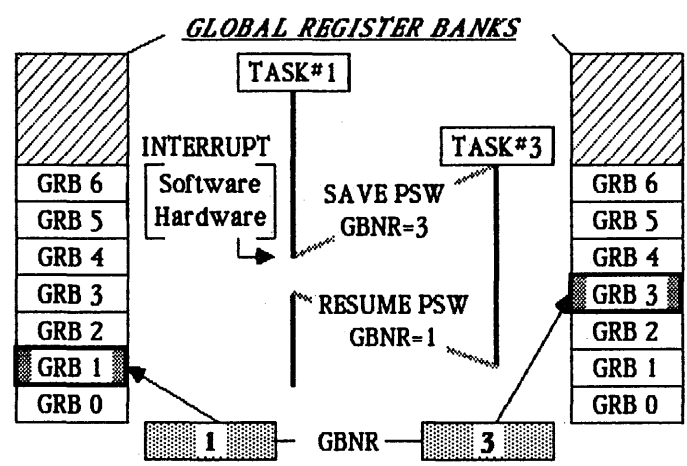 GLOBAL REGISTER BANKS
TASK#1
INTERRUPT
Software
Hardware
TASK#3
SAVE PSW
GBNR=3
RESUME PSW
GBNR=1
GRB 6
GRB 5
GRB 4
GRB 3
GRB 2
GRB 1
GRB 0
GRB 6
GRB 5
GRB 4
GRB 3
GRB 2
GRB 1
GRB 0
1
GBNR
3